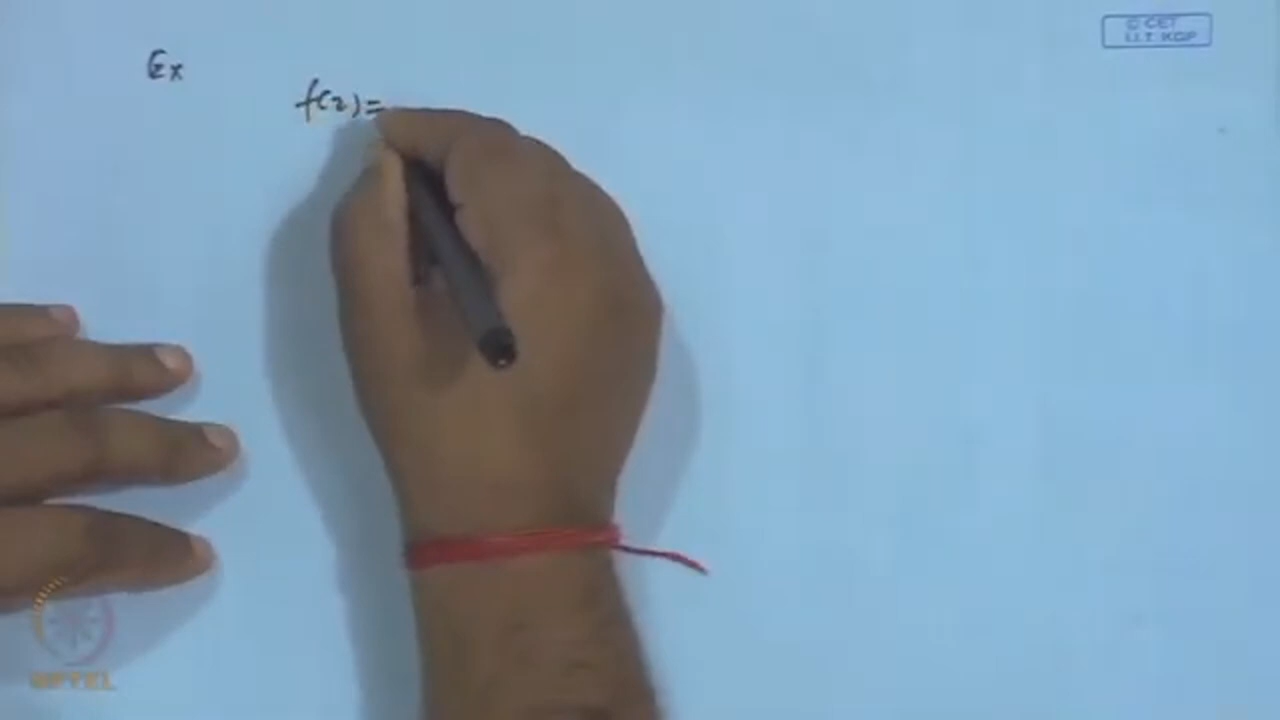 © CET
I.I.T. KGP
Ex
f(z)=
NPTEL